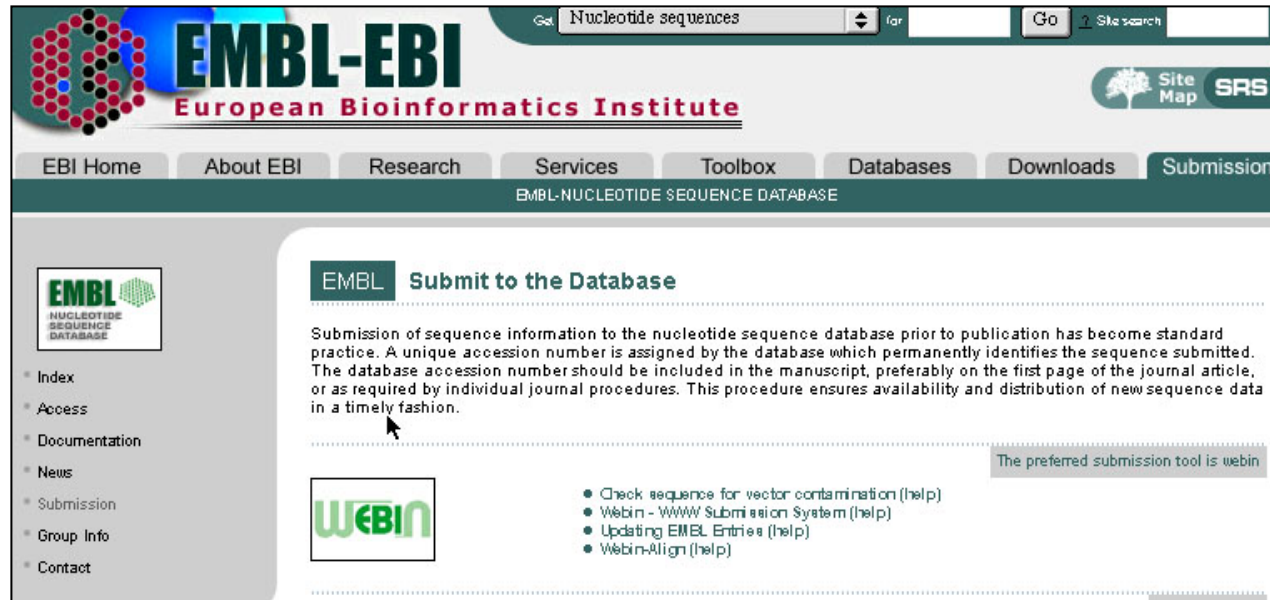 Get Nucleotide sequences for Go ? Site search
EMBL-EBI
European Bioinformatics Institute
Site Map SRS
EBI Home About EBI Research Services Toolbox Databases Downloads Submission
EMBL-NUCLEOTIDE SEQUENCE DATABASE
EMBL
NUCLEOTIDE
SEQUENCE
DATABASE
Index
Access
Documentation
News
Submission
Group Info
Contact
EMBL Submit to the Database
Submission of sequence information to the nucleotide sequence database prior to publication has become standard
practice. A unique accession number is assigned by the database which permanently identifies the sequence submitted.
The database accession number should be included in the manuscript, preferably on the first page of the journal article,
or as required by individual journal procedures. This procedure ensures availability and distribution of new sequence data
in a timely fashion.
The preferred submission tool is webin
WEBIN
Check sequence for vector contamination (help)
Webin - WWW Submission System (help)
Updating EMBL Entries (help)
Webin-Align (help)